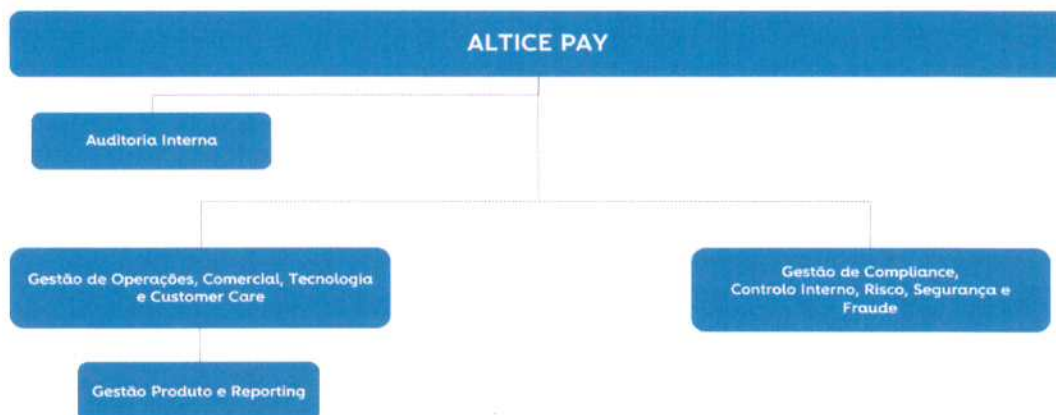 ALTICE PAY
Auditoria Interna
Gestão de Operações, Comercial, Tecnologia
e Customer Care
Gestão de Compliance,
Controlo Interno, Risco, Segurança e
Fraude
Gestão Produto e Reporting